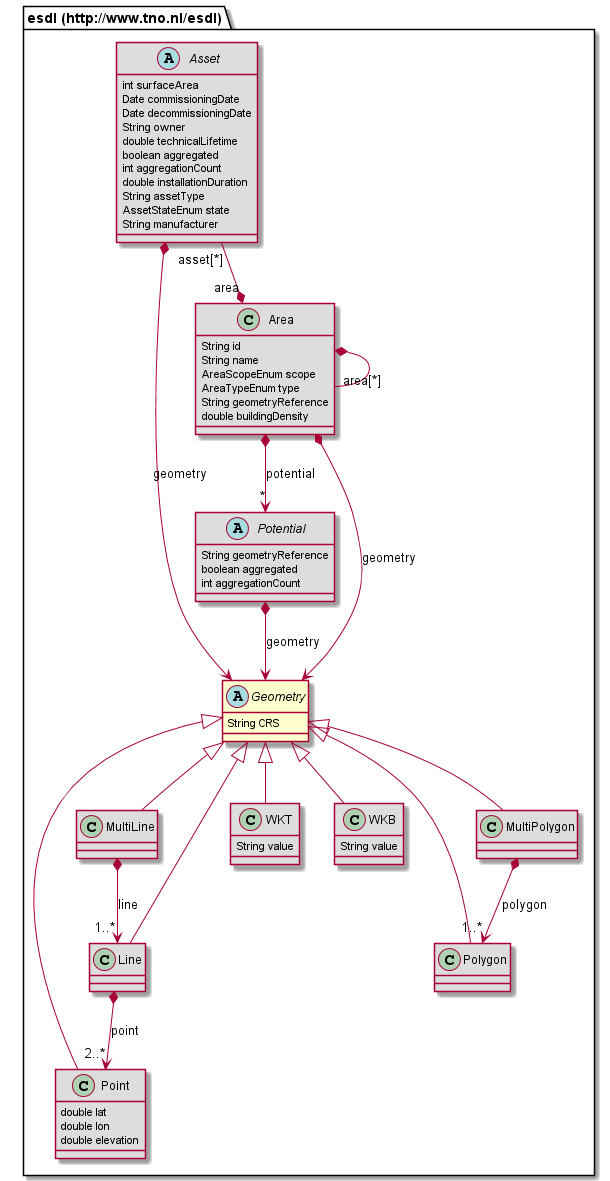 esdl (http://www.tno.nl/esdl)
A Asset
int surfaceArea
Date commissioningDate
Date decommissioningDate
String owner
double technicalLifetime
boolean aggregated
int aggregationCount
double installationDuration
String assetType
AssetStateEnum state
String manufacturer
asset[*]
area
C Area
String id
String name
AreaScopeEnum scope
AreaTypeEnum type
String geometryReference
double buildingDensity
area[*]
geometry
potential
*
A Potential
String geometryReference
boolean aggregated
int aggregationCount
geometry
geometry
A Geometry
String CRS
C MultiLine
C WKT
String value
C WKB
String value
C MultiPolygon
line
1..*
polygon
1..*
C Line
C Polygon
point
2..*
C Point
double lat
double lon
double elevation